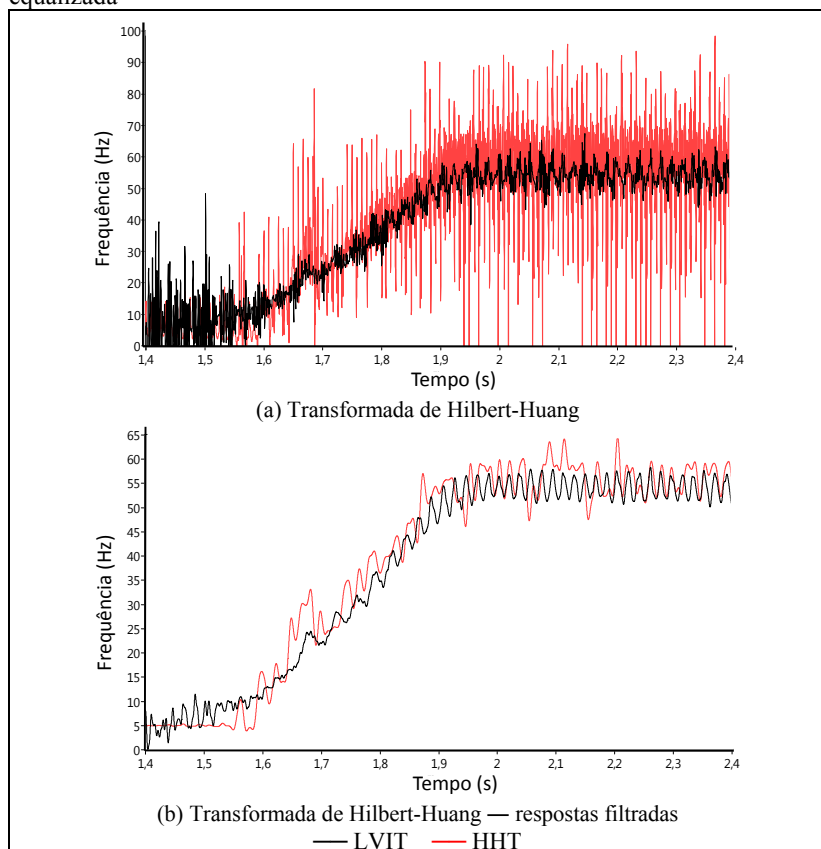 equalizada
100
90
80
70
60
50
40
30
20
10
0
Frequência (Hz)
1,4 1,5 1,6 1,7 1,8 1,9 2 2,1 2,2 2,3 2,4
Tempo (s)
(a) Transformada de Hilbert-Huang
65
60
55
50
45
40
35
30
25
20
15
10
5
0
Frequência (Hz)
1,4 1,5 1,6 1,7 1,8 1,9 2 2,1 2,2 2,3 2,4
Tempo (s)
(b) Transformada de Hilbert-Huang — respostas filtradas
LVIT HHT